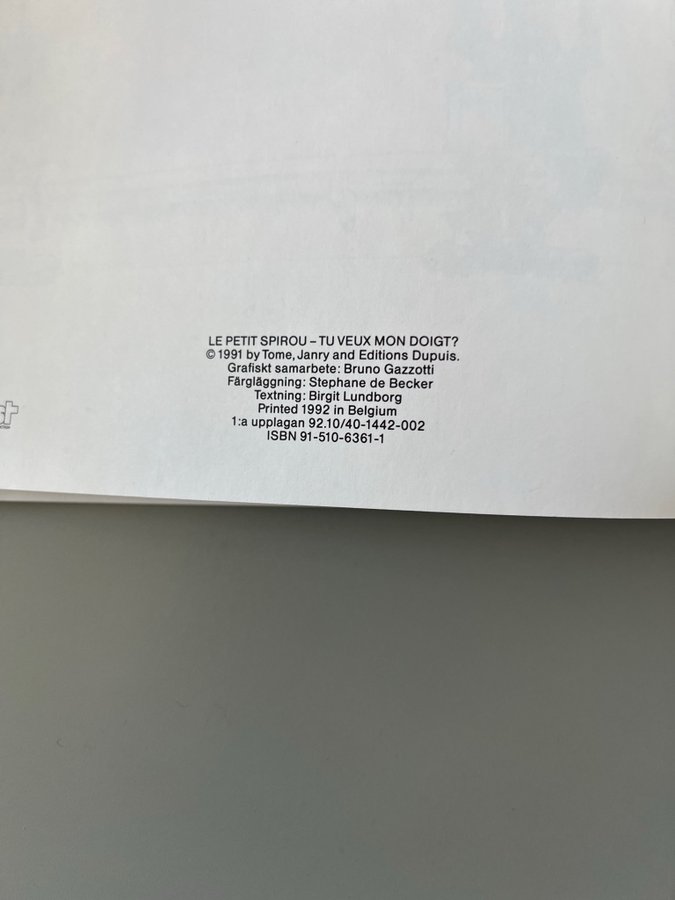 LE PETIT SPIROU – TU VEUX MON DOIGT?
© 1991 by Tome, Janry and Editions Dupuis.
Grafiskt samarbete: Bruno Gazzotti
Färgläggning: Stephane de Becker
Textning: Birgit Lundborg
Printed 1992 in Belgium
1:a upplagan 92.10/40-1442-002
ISBN 91-510-6361-1